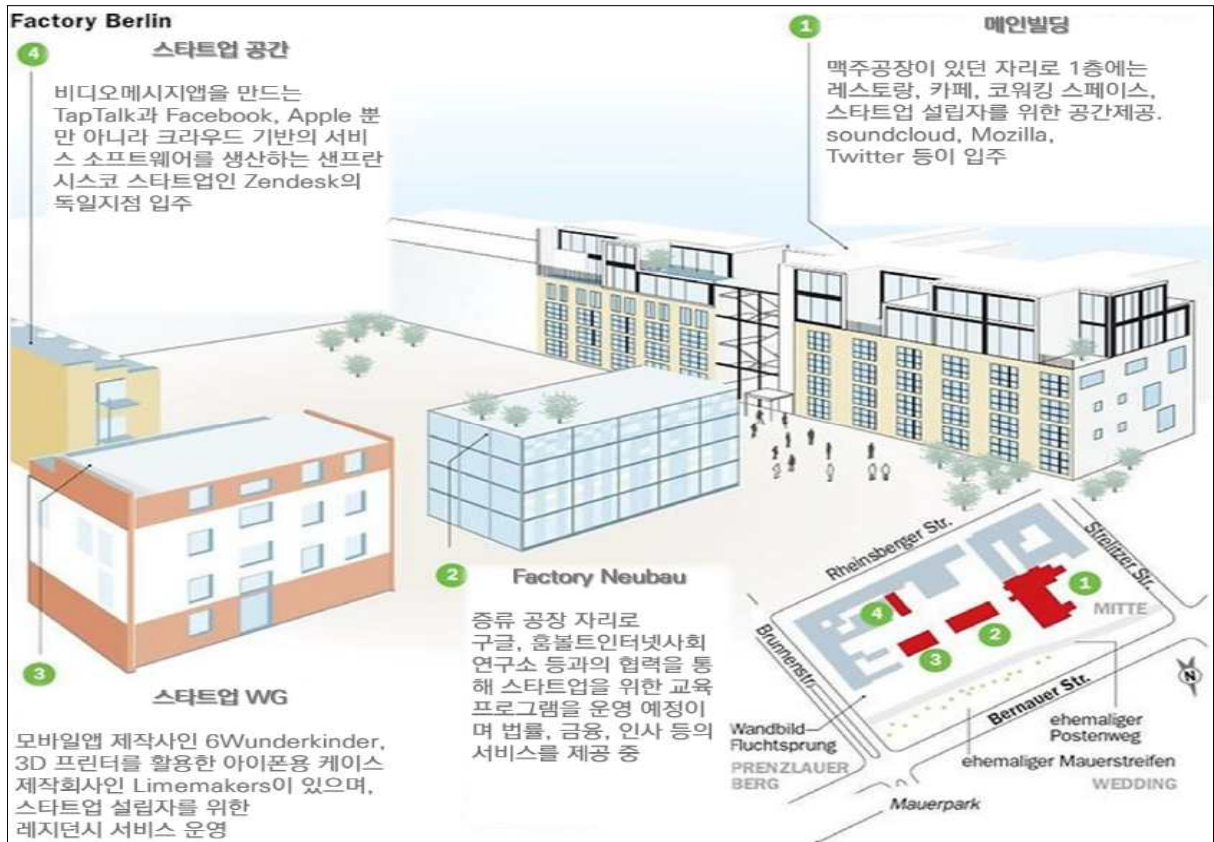 Factory Berlin
4
스타트업 공간
비디오메시지앱을 만드는
TapTalk과 Facebook, Apple 뿐
만 아니라 크라우드 기반의 서비
스 소프트웨어를 생산하는 샌프란
시스코 스타트업인 Zendesk의
독일지점 입주
1
메인빌딩
맥주공장이 있던 자리로 1층에는
레스토랑, 카페, 코워킹 스페이스,
스타트업 설립자를 위한 공간제공.
soundcloud, Mozilla,
Twitter 등이 입주
2
Factory Neubau
증류 공장 자리로
구글, 훔볼트인터넷사회
연구소 등과의 협력을 통
해 스타트업을 위한 교육
프로그램을 운영 예정이
며 법률, 금융, 인사 등의
서비스를 제공 중
3
스타트업 WG
모바일앱 제작사인 6Wunderkinder,
3D 프린터를 활용한 아이폰용 케이스
제작회사인 Limemakers이 있으며,
스타트업 설립자를 위한
레지던시 서비스 운영
Rheinsberger Str.
Strelitzer Str.
1
MITTE
4
2
3
Brunnenstr.
Bernauer Str.
N
Wandbild
Fluchtsprung
PRENZLAUER
BERG
ehemaliger
Postenweg
ehemaliger Mauerstreifen
WEDDING
Mauerpark